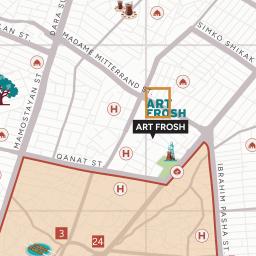 DARA
SIMKO SHIKAK
MADAME MITTERRAND S
AN ST
MAMOSTAYAN ST
H
ART
FROSH
ART FROSH
H
QANAT ST
H
H
H
IBRAHIM PASHA ST
3
24